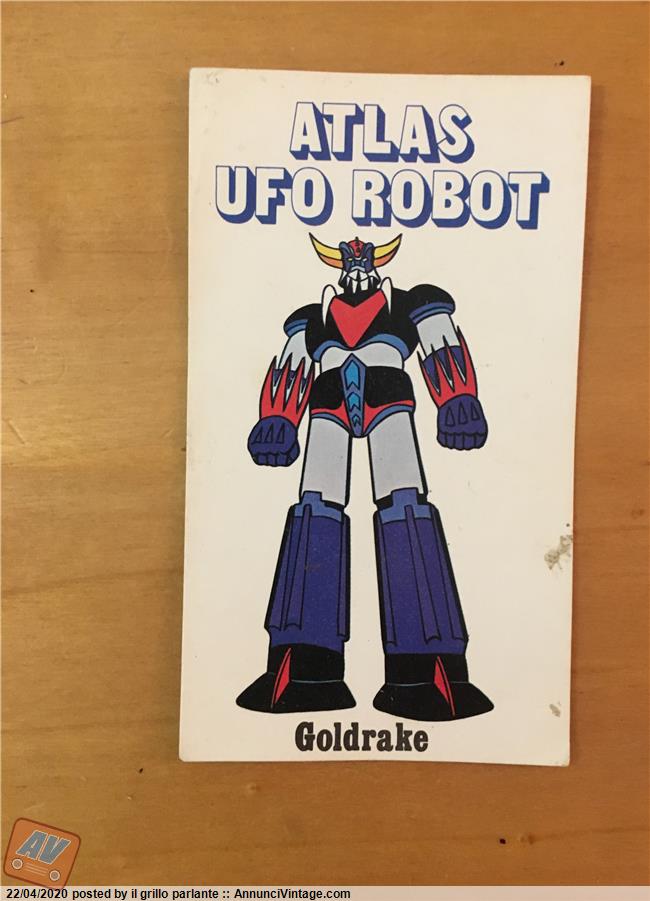 ATLAS
UFO ROBOT
Goldrake
AV
22/04/2020 posted by il grillo parlante :: AnnunciVintage.com